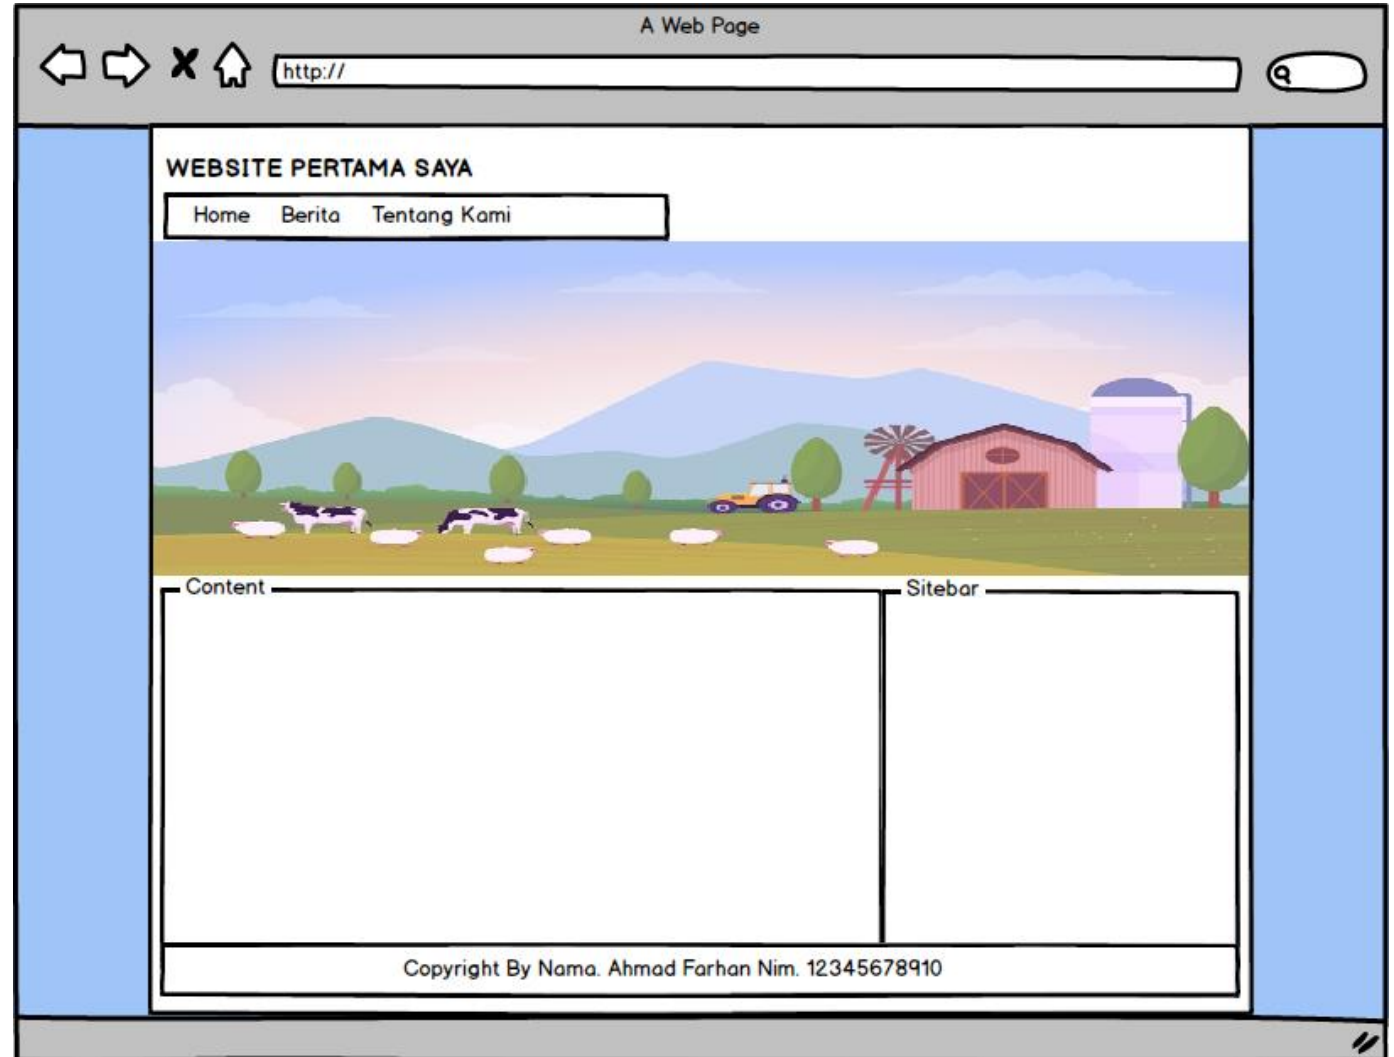 A Web Page
http://
WEBSITE PERTAMA SAYA
Home Berita Tentang Kami
Content
Sitebar
Copyright By Nama. Ahmad Farhan Nim. 12345678910